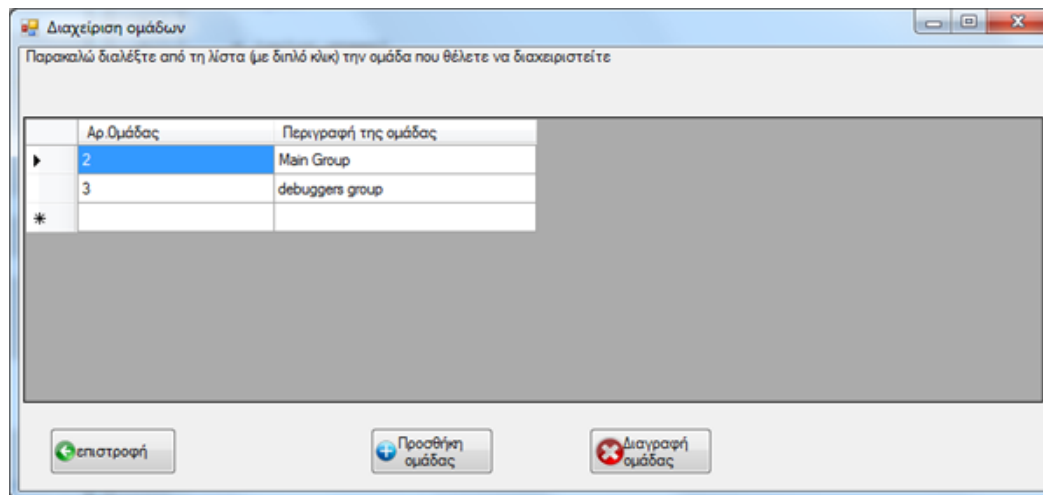 Διαχείριση ομάδων
Παρακαλώ διαλέξτε από τη λίστα (με διπλό κλικ) την ομάδα που θέλετε να διαχειριστείτε
Αρ.Ομάδας Περιγραφή της ομάδας
2 Main Group
3 debuggers group
επιστροφή
Προσθήκη
ομάδας
Διαγραφή
ομάδας